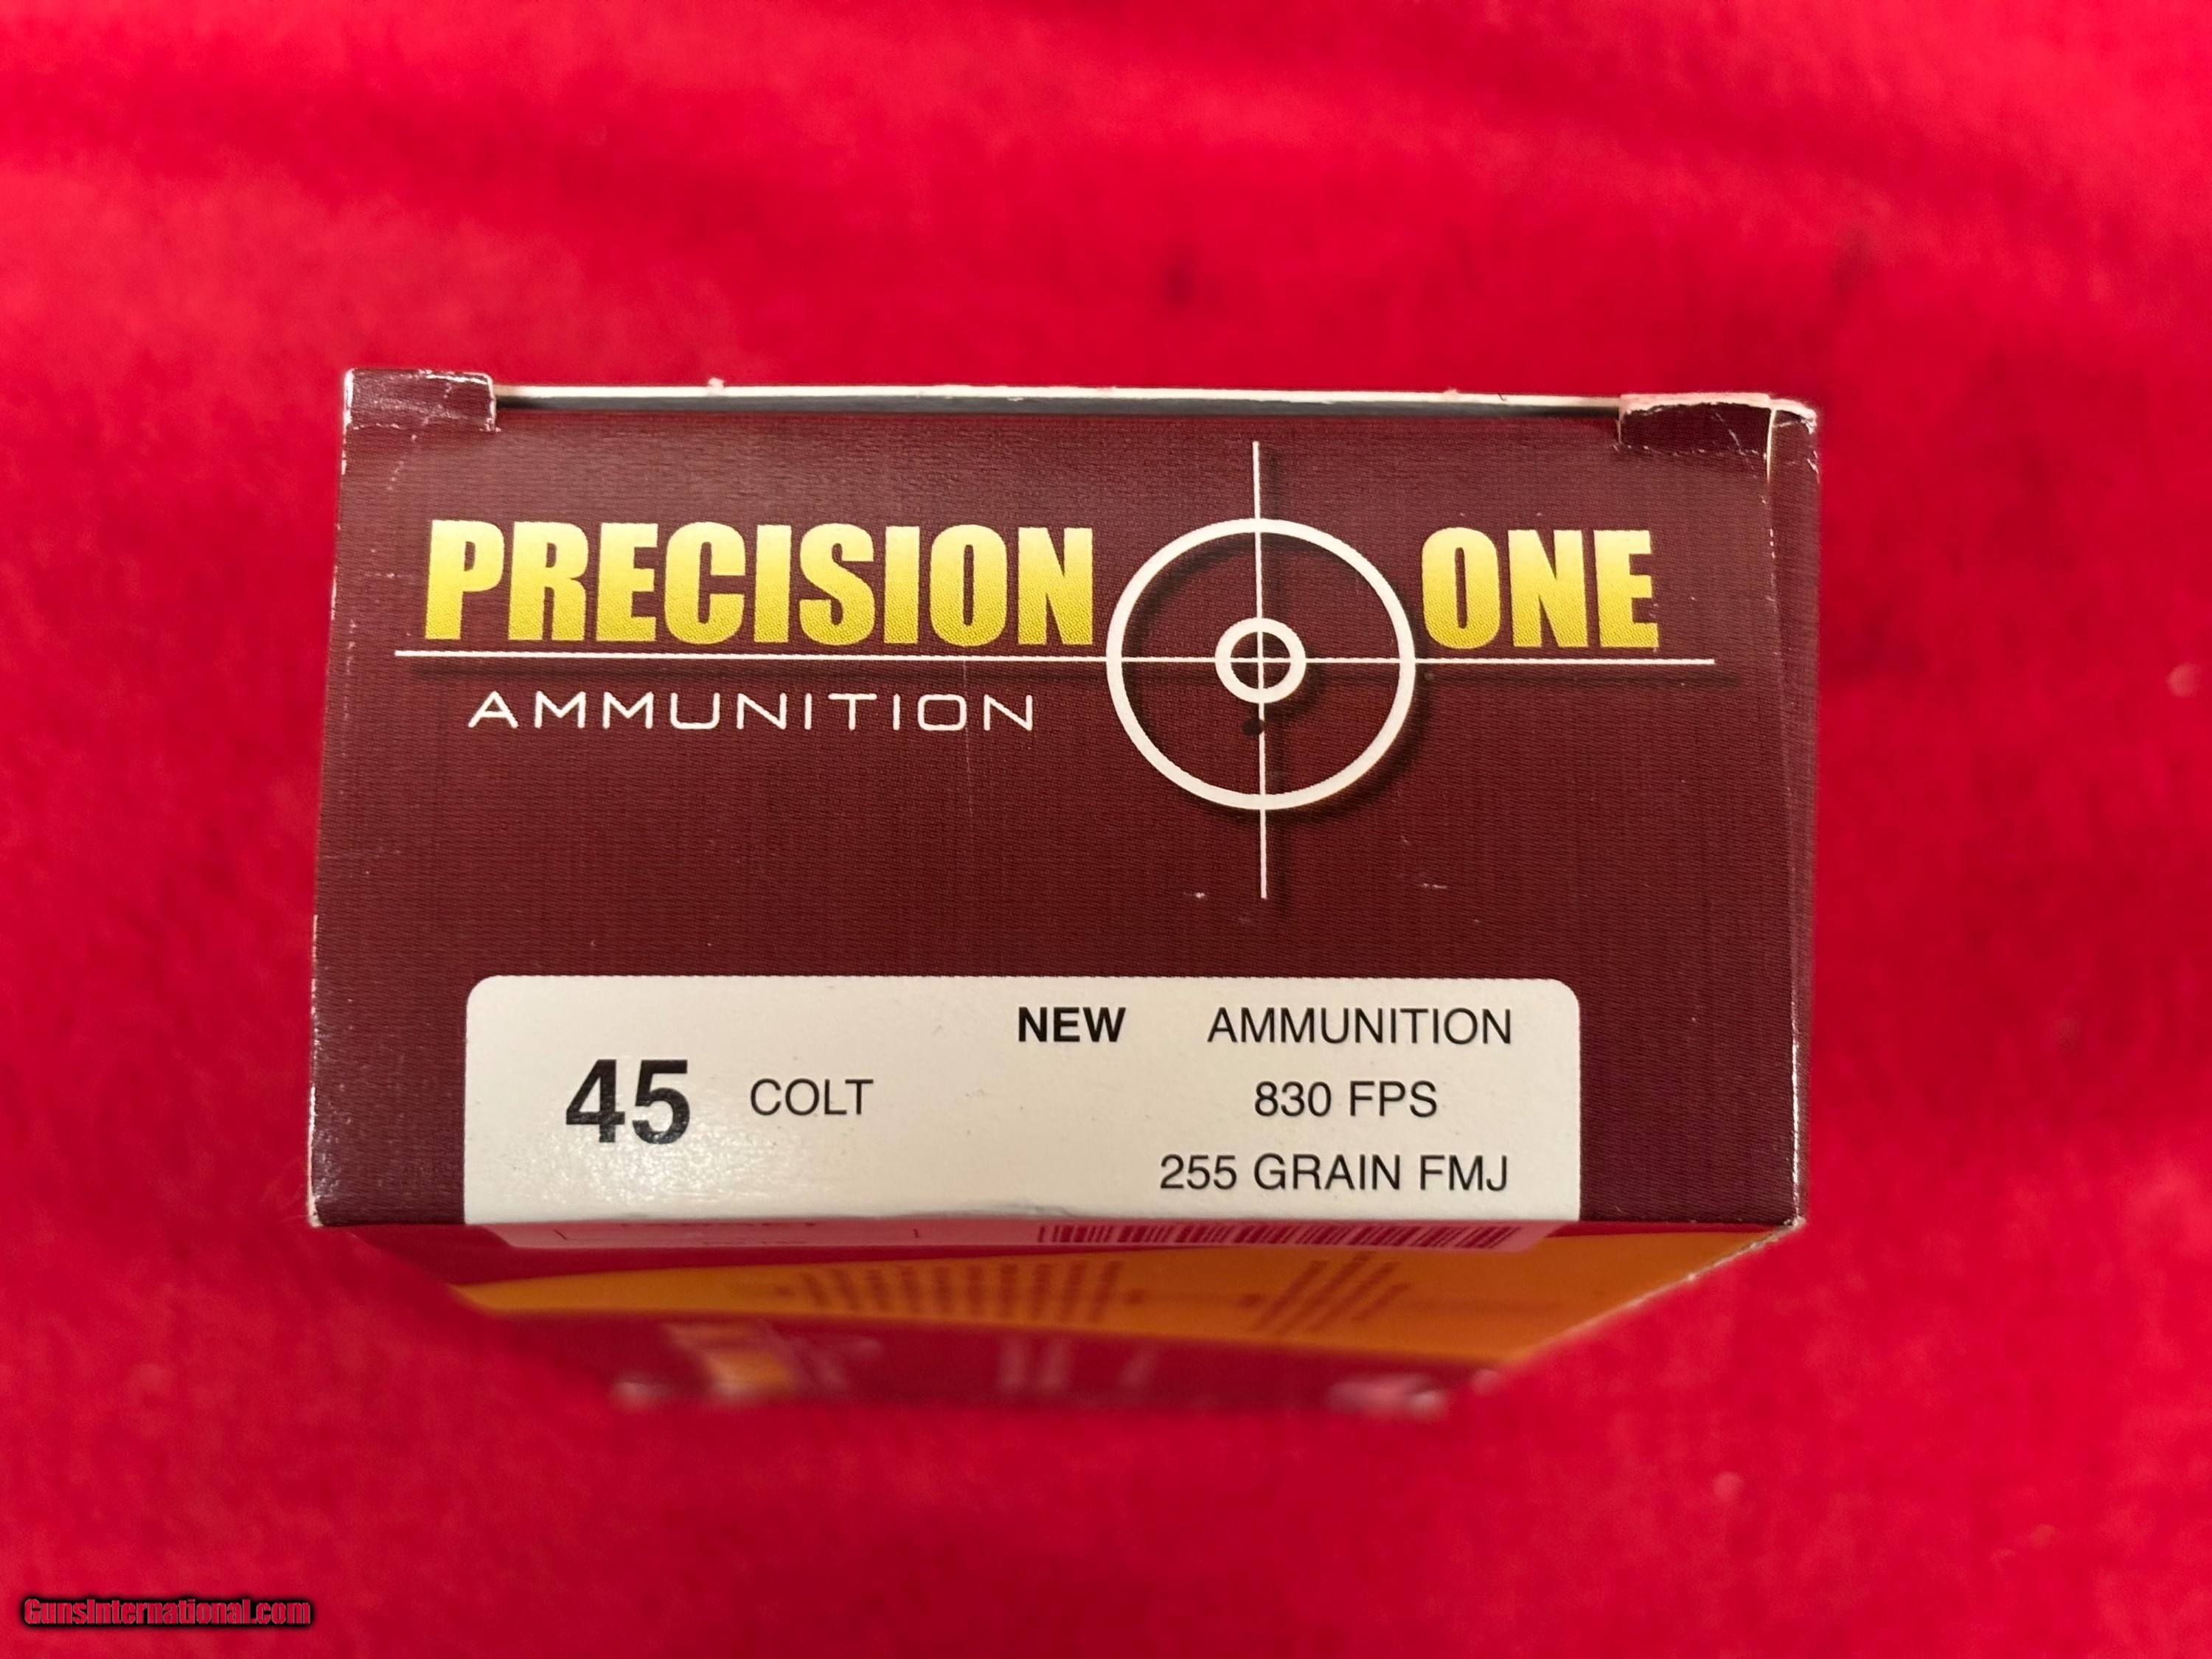 PRECISION ONE
AMMUNITION
NEW AMMUNITION
45 COLT
830 FPS
255 GRAIN FMJ
GunsInternational.com